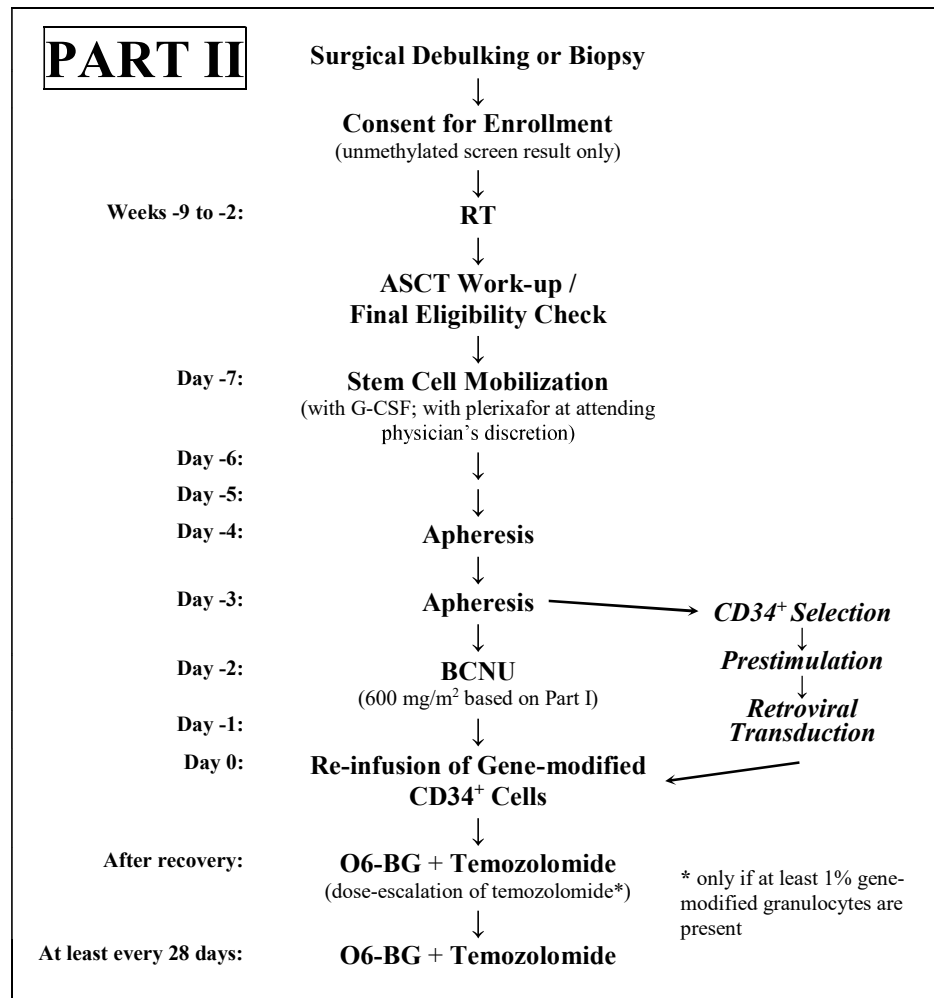 PART II
Surgical Debulking or Biopsy
Consent for Enrollment
(unmethylated screen result only)
Weeks -9 to -2:
RT
ASCT Work-up /
Final Eligibility Check
Day -7:
Stem Cell Mobilization
(with G-CSF; with plerixafor at attending
physician’s discretion)
Day -6:
Day -5:
Day -4:
Apheresis
Day -3:
Apheresis
CD34⁺ Selection
Day -2:
BCNU
(600 mg/m² based on Part I)
Prestimulation
Day -1:
Retroviral
Transduction
Day 0:
Re-infusion of Gene-modified
CD34⁺ Cells
After recovery:
O6-BG + Temozolomide
(dose-escalation of temozolomide*)
* only if at least 1% gene-
modified granulocytes are
present
At least every 28 days:
O6-BG + Temozolomide